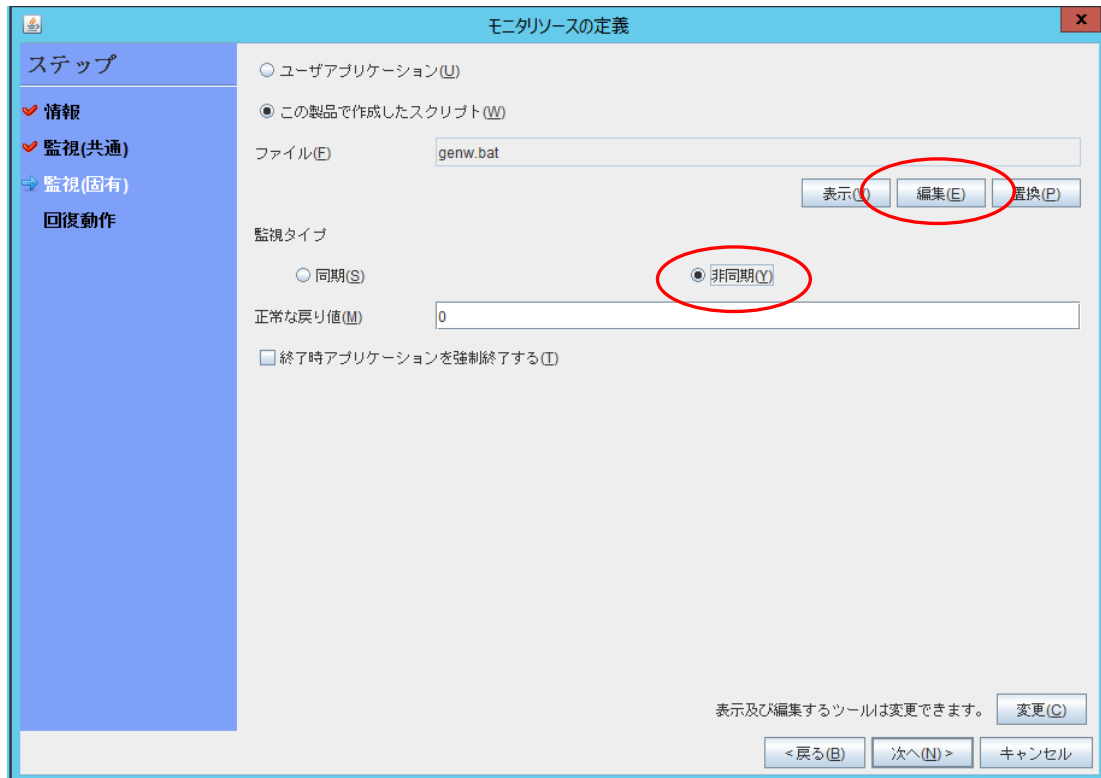 モニタリソースの定義
x
ステップ
情報
監視(共通)
監視(固有)
回復動作
ユーザアプリケーション(U)
この製品で作成したスクリプト(W)
ファイル(F) genw.bat
表示(V) 編集(E) 置換(P)
監視タイプ
同期(S) 非同期(Y)
正常な戻り値(M) 0
終了時アプリケーションを強制終了する(T)
表示及び編集するツールは変更できます。 変更(C)
<戻る(B) 次へ(N)> キャンセル